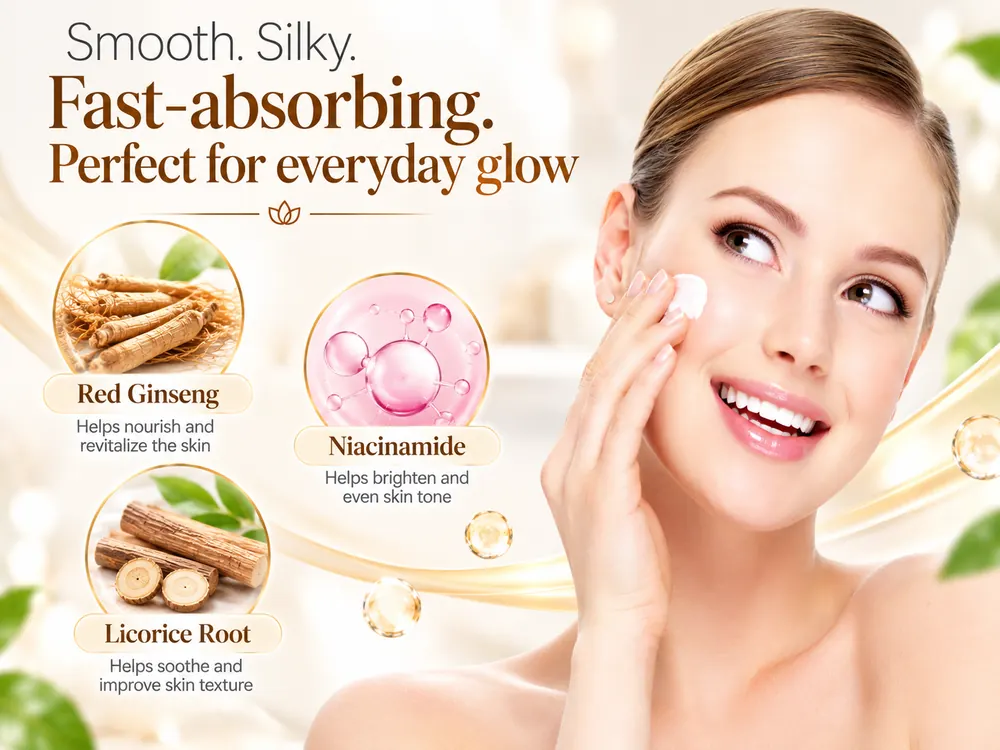 Smooth. Silky.
Fast-absorbing.
Perfect for everyday glow
Red Ginseng
Helps nourish and
revitalize the skin
Niacinamide
Helps brighten and
even skin tone
Licorice Root
Helps soothe and
improve skin texture